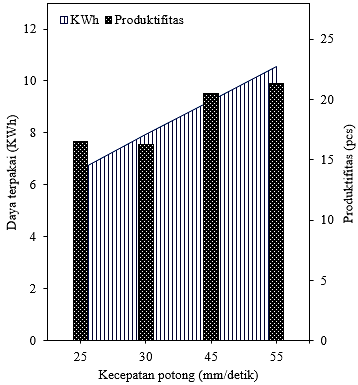 KWh Produktifitas
12
10
8
6
4
2
0
Daya terpakai (KWh)
25
20
15
10
5
0
Produktifitas (pcs)
25 30 45 55
Kecepatan potong (mm/detik)